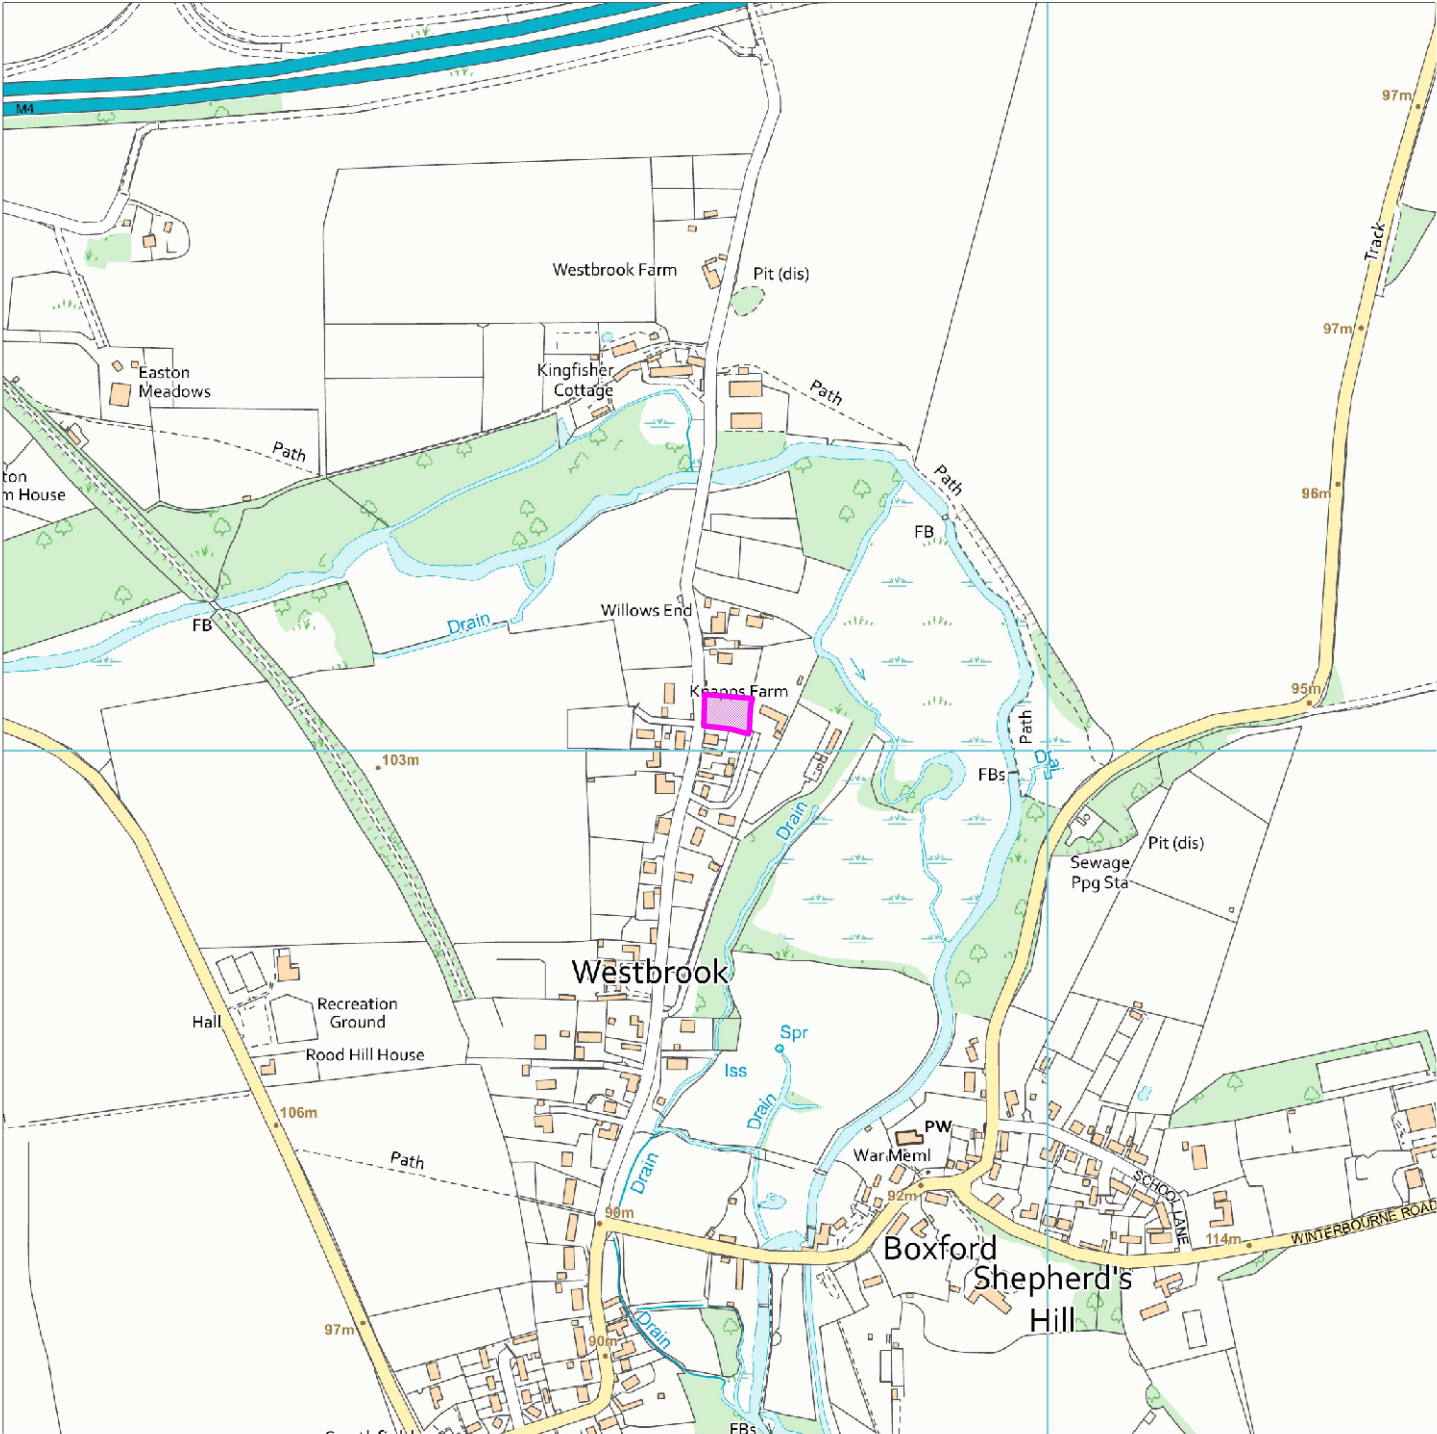 97m
M4
Track
Westbrook Farm
Pit (dis)
97m
Kingfisher
Cottage
Easton
Meadows
Path
Path
Path
ton
m House
96m
FB
Willows End
Drain
FB
Knapps Farm
95m
Path
103m
FBs
Drai
Drain
Pit (dis)
Sewage
Ppg Sta
Westbrook
Recreation
Ground
Hall
Spr
Rood Hill House
Iss
106m
Drain
PW
War Meml
Path
Drain
SCHOOL LANE
92m
90m
WINTERBOURNE ROAD
114m
Boxford
Shepherd's
Hill
97m
Drain
90m
FBs